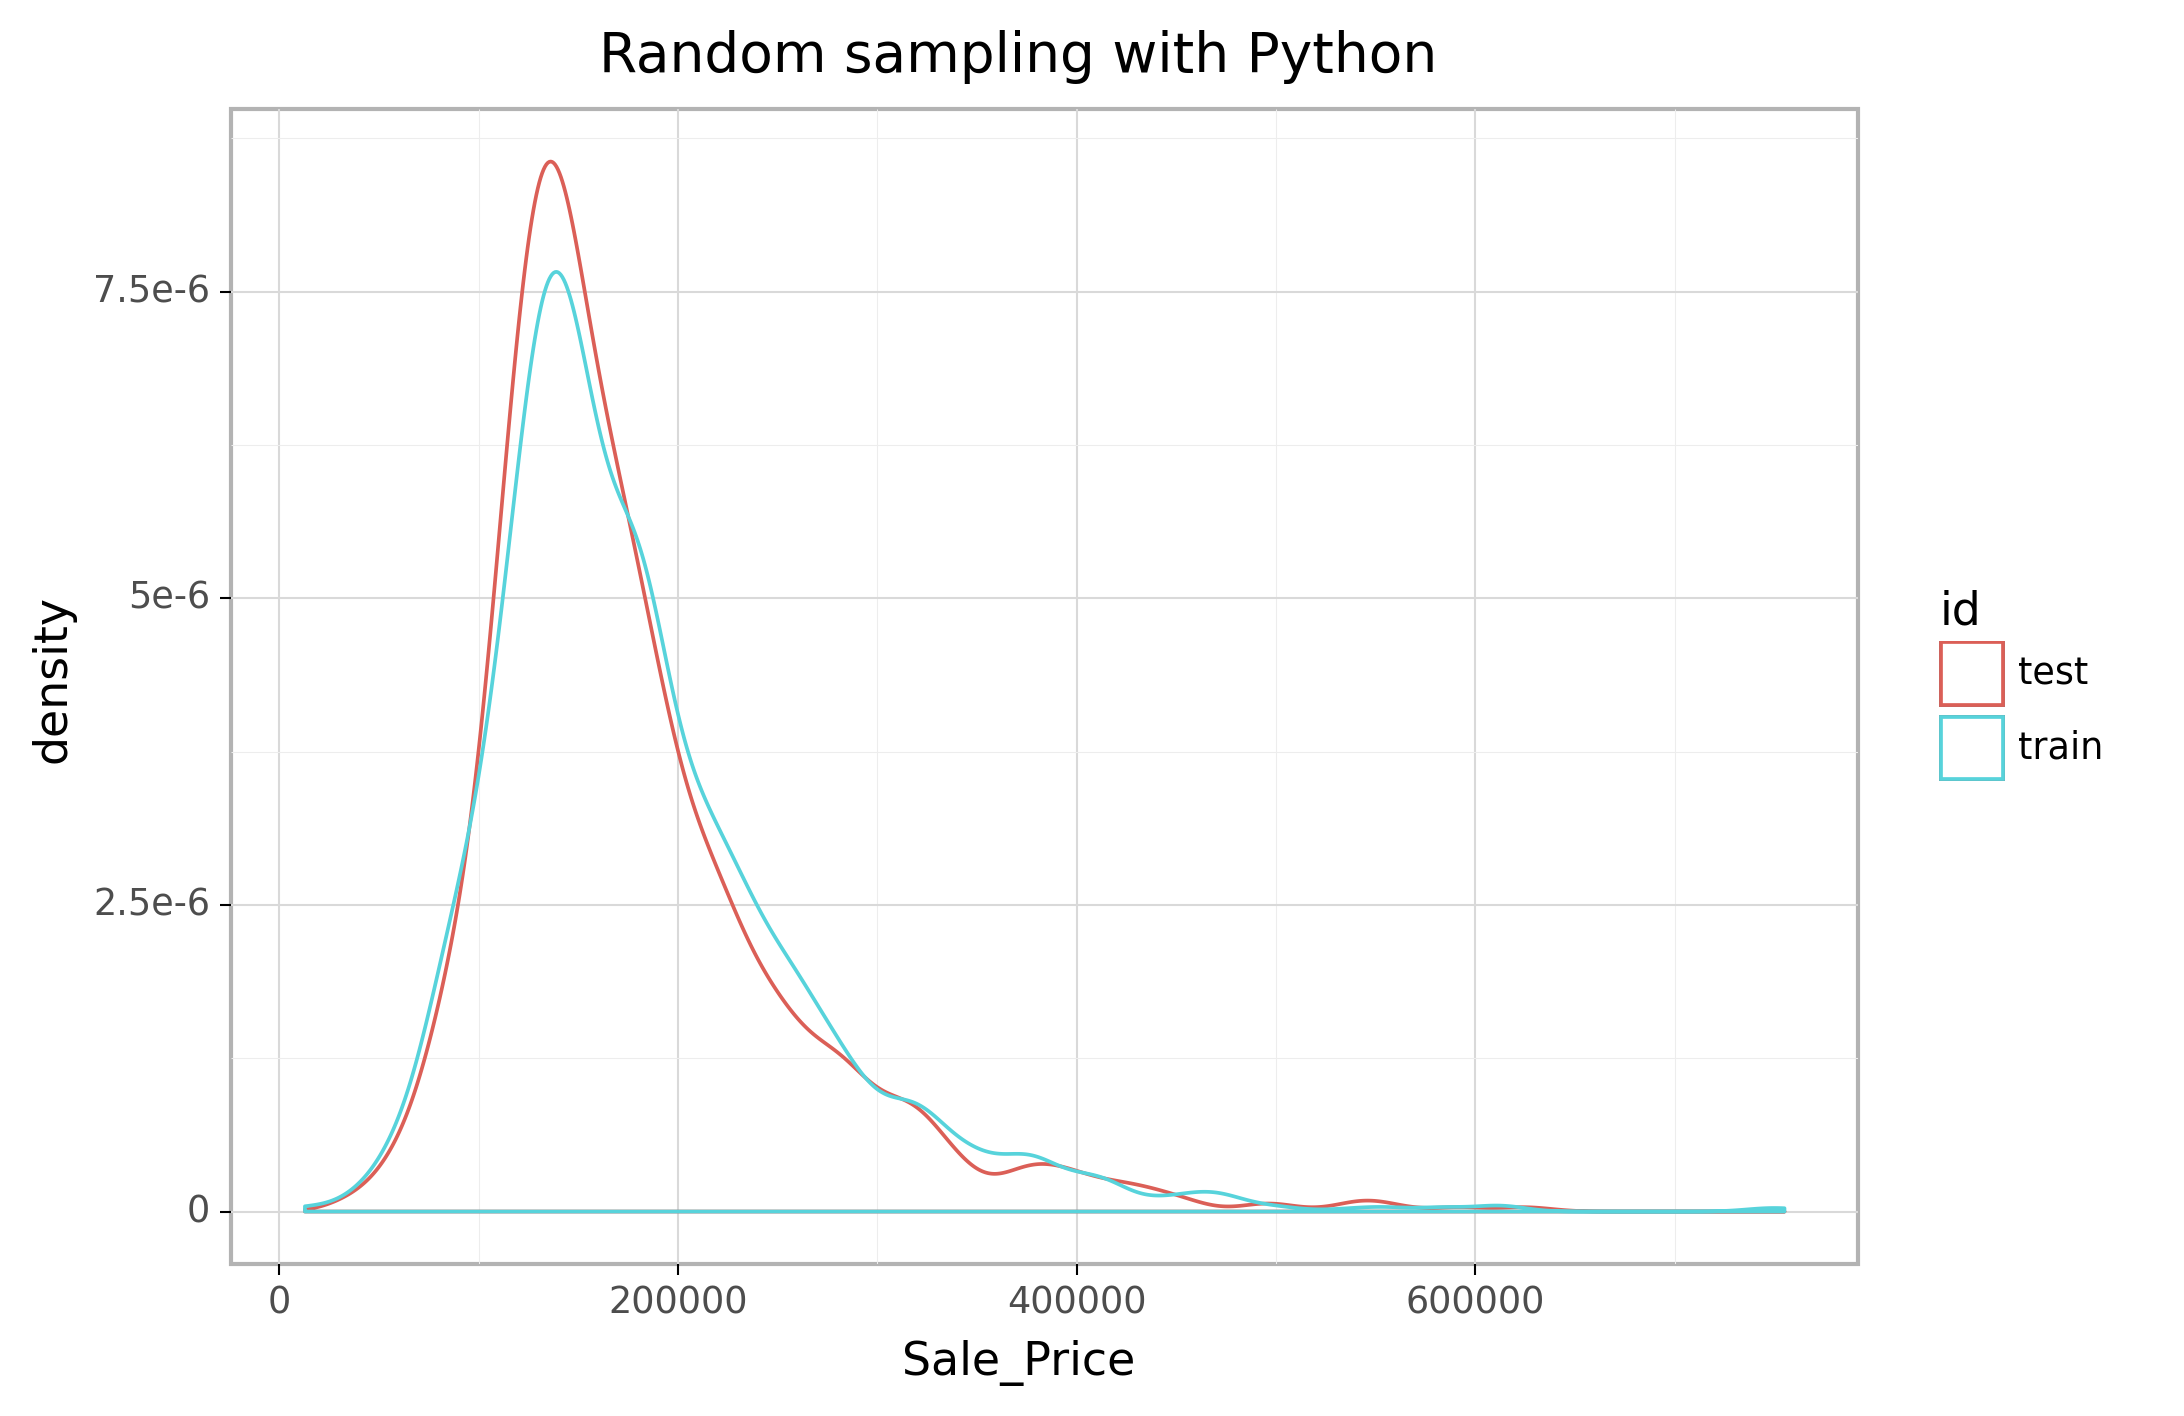 Random sampling with Python
density
7.5e-6
5e-6
2.5e-6
0
0 200000 400000 600000
Sale_Price
id
test
train